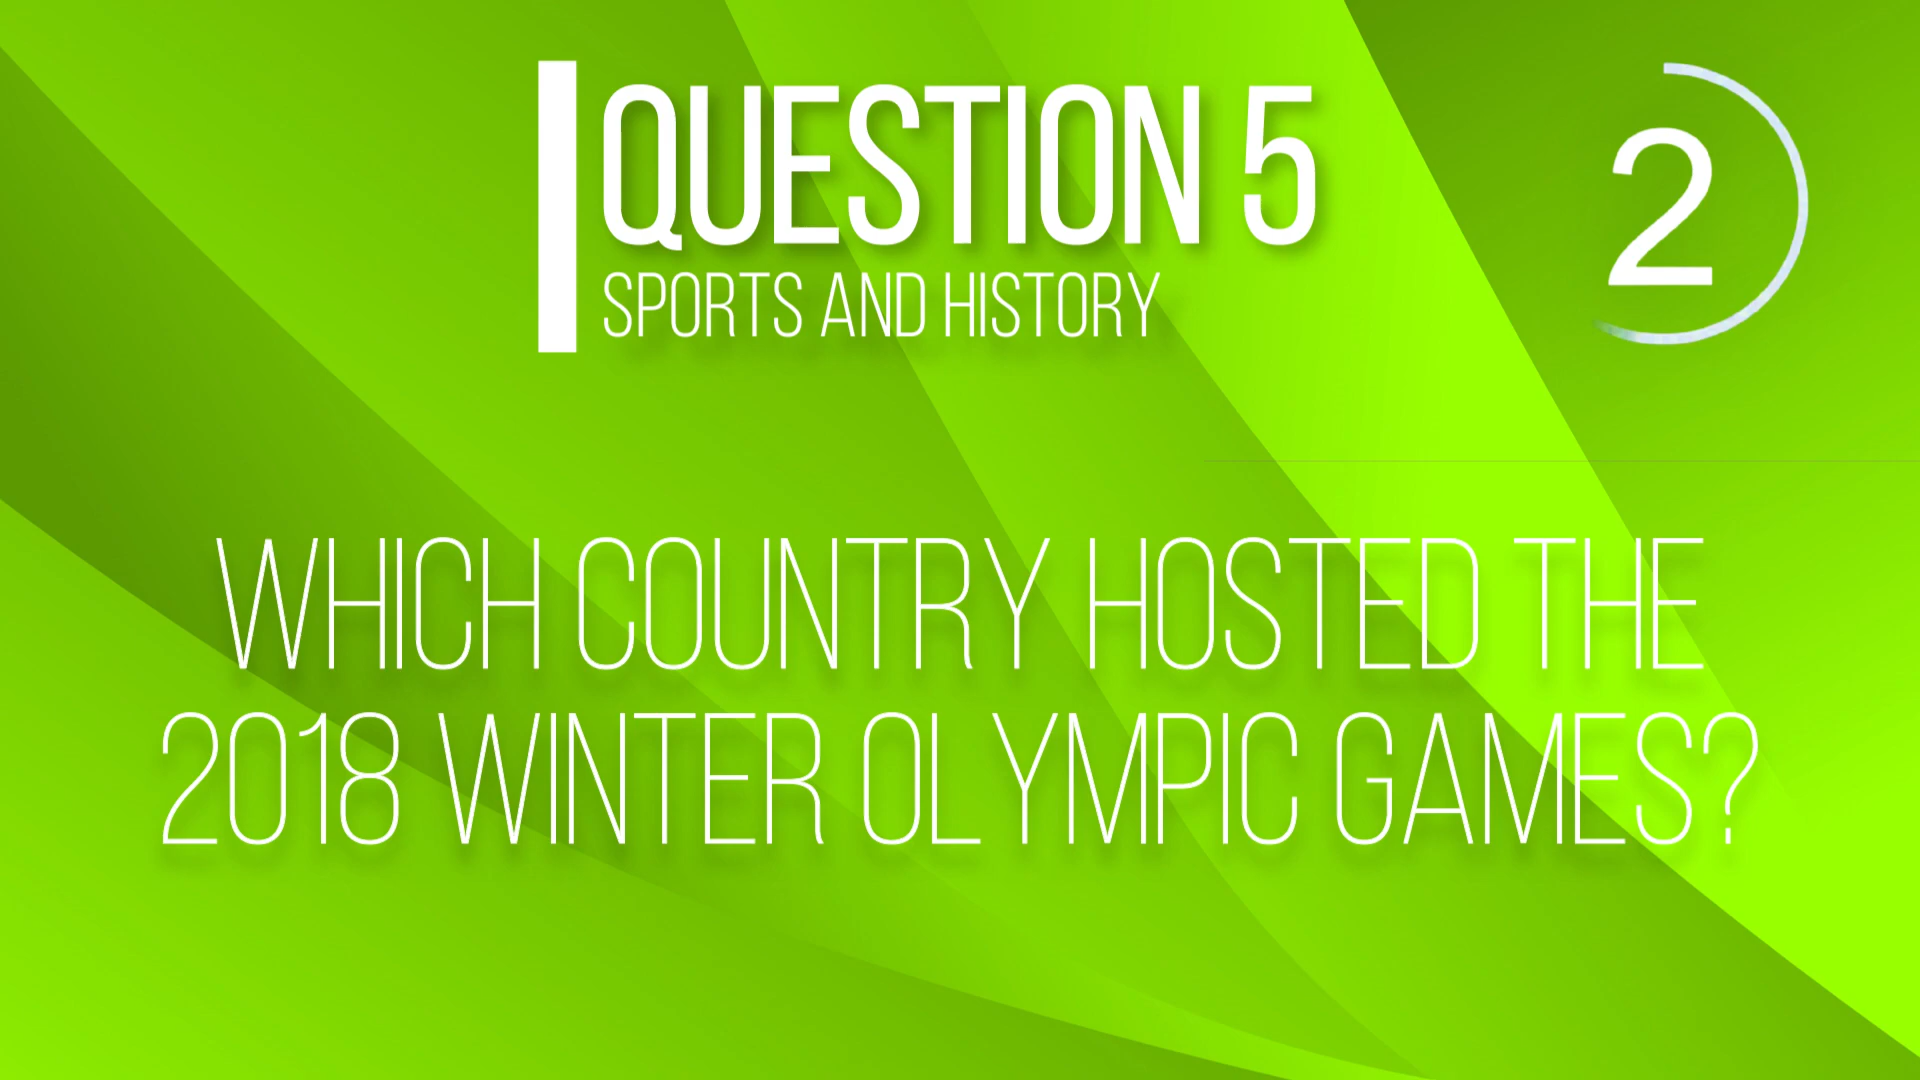 QUESTION 5
SPORTS AND HISTORY
2
WHICH COUNTRY HOSTED THE
2018 WINTER OLYMPIC GAMES?